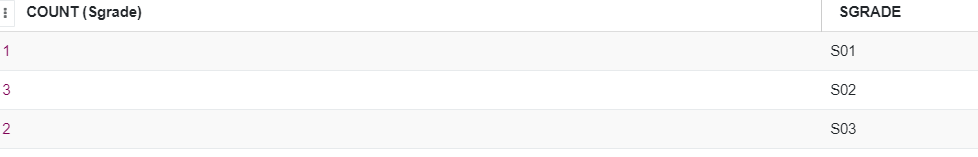 COUNT (Sgrade) SGRADE
1 S01
3 S02
2 S03